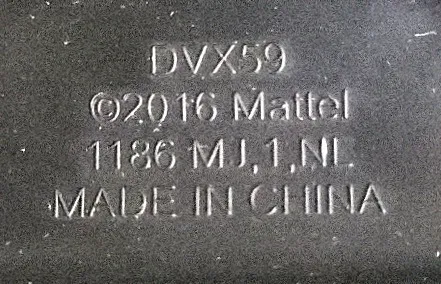 DVX59
©2016 Mattel
1186 MJ,1,NL
MADE IN CHINA